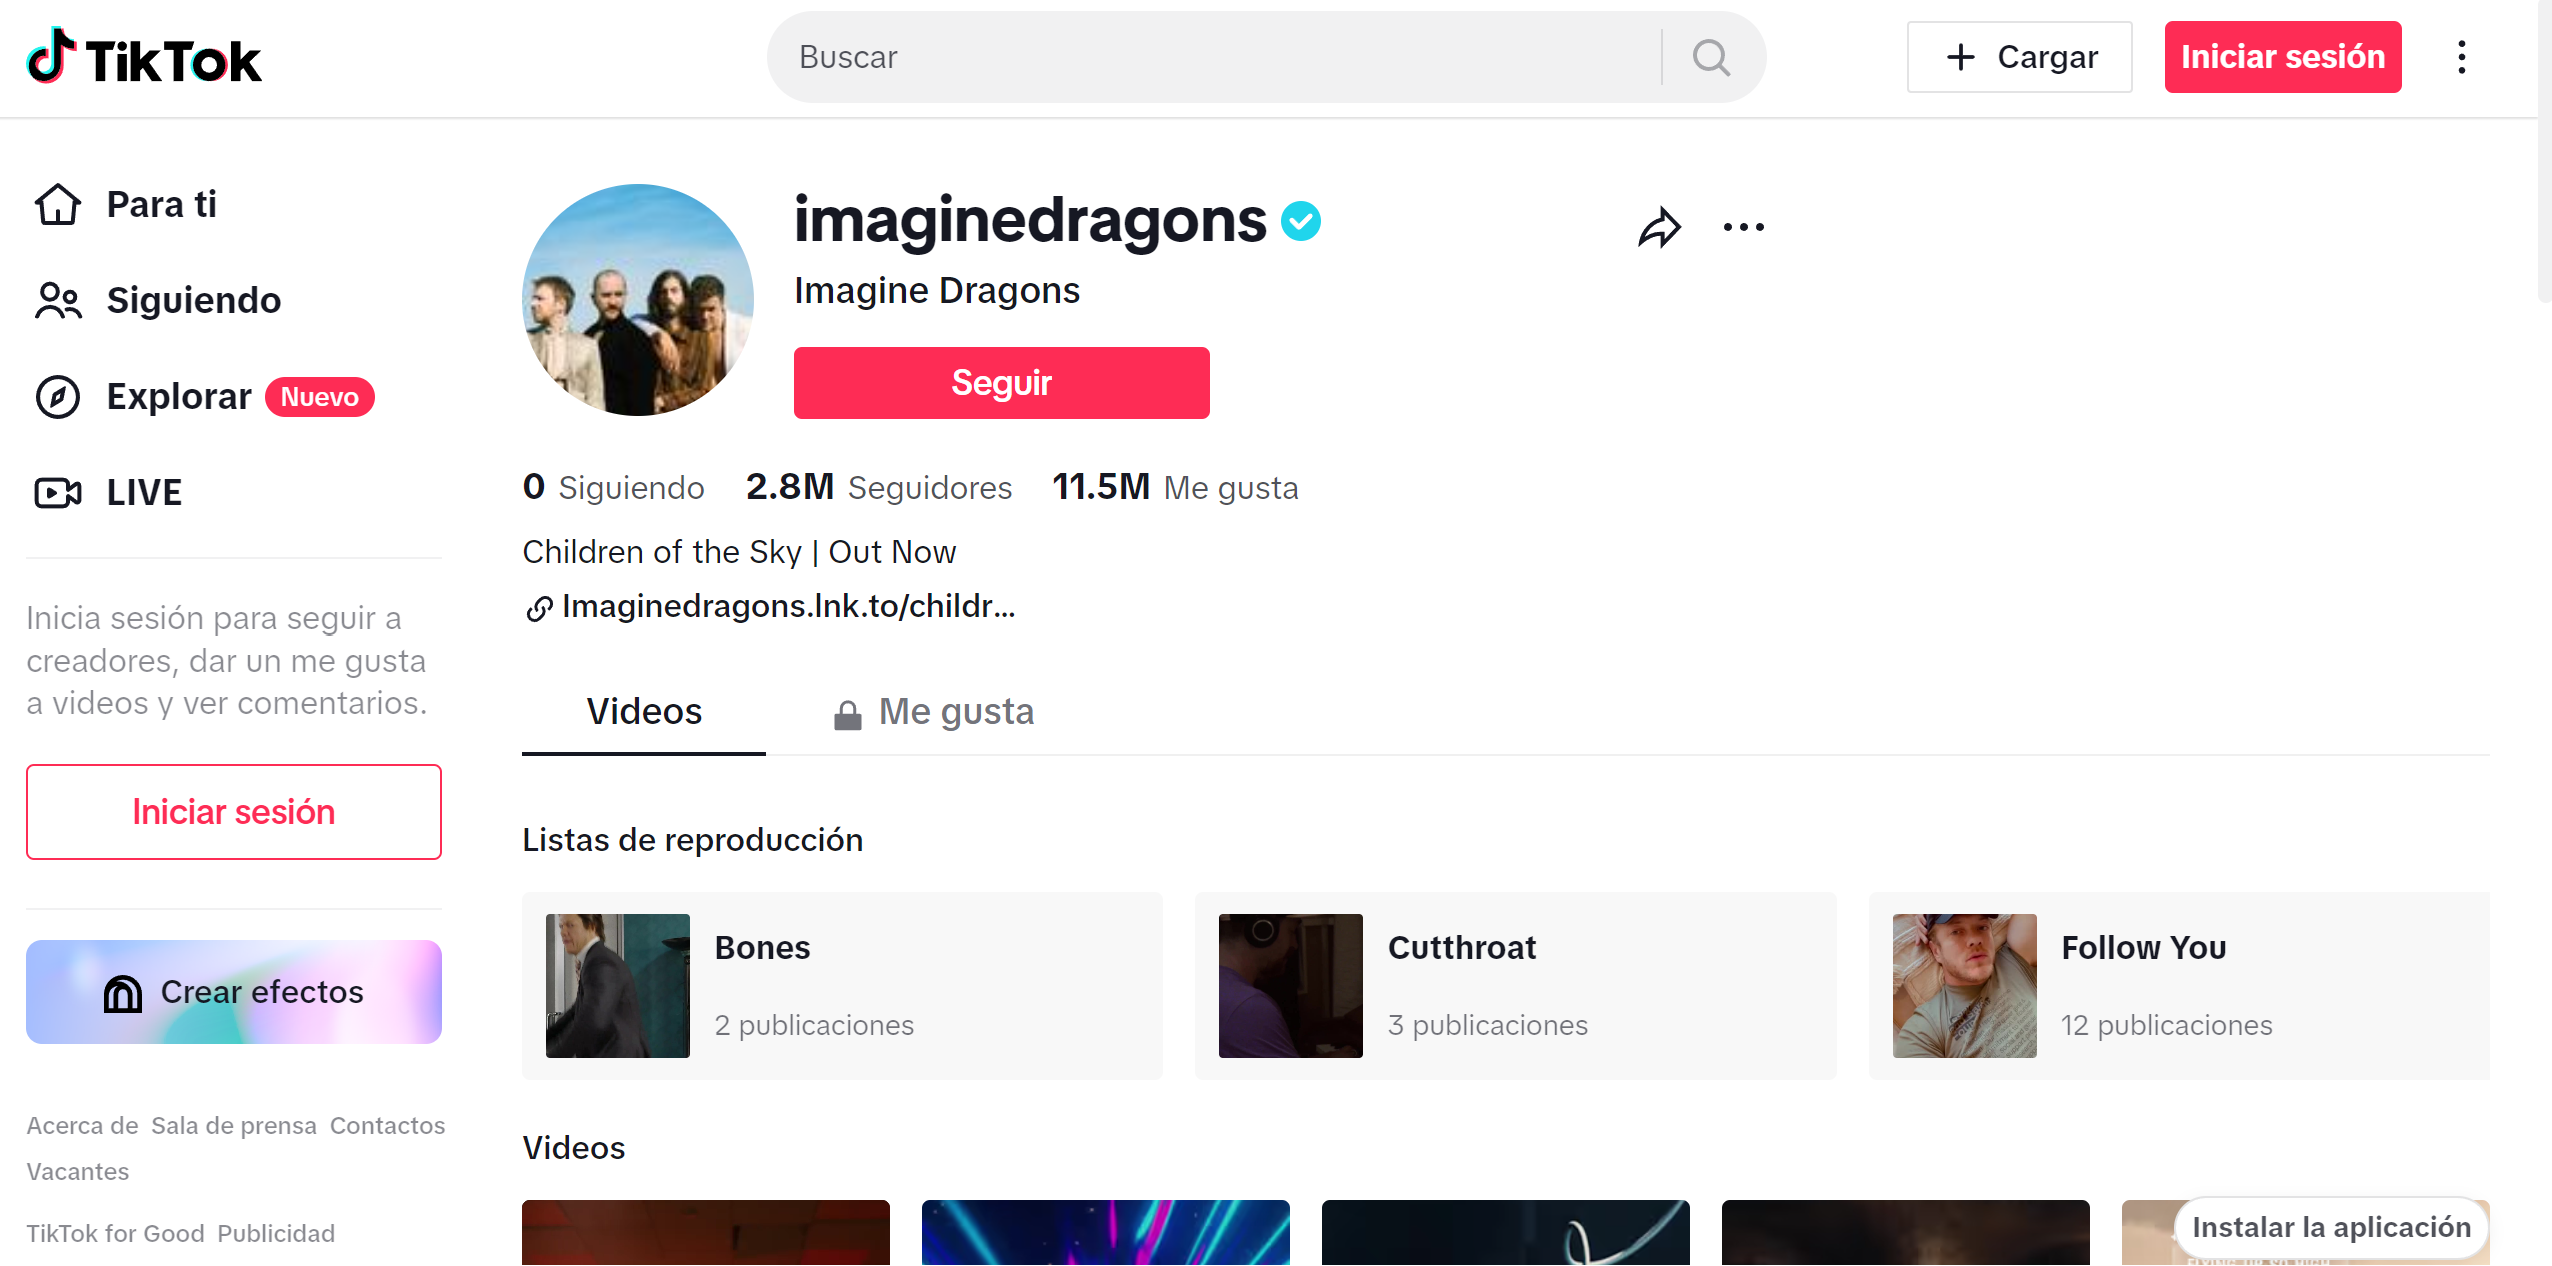 TikTok
Buscar
Cargar
Iniciar sesión
Para ti
Siguiendo
Explorar Nuevo
LIVE
Inicia sesión para seguir a
creadores, dar un me gusta
a videos y ver comentarios.
Iniciar sesión
Crear efectos
Acerca de Sala de prensa Contactos
Vacantes
TikTok for Good Publicidad
imaginedragons
Imagine Dragons
Seguir
0 Siguiendo 2.8M Seguidores 11.5M Me gusta
Children of the Sky | Out Now
Imaginedragons.lnk.to/childr...
Videos Me gusta
Listas de reproducción
Bones
2 publicaciones
Cutthroat
3 publicaciones
Follow You
12 publicaciones
Videos
Instalar la aplicación